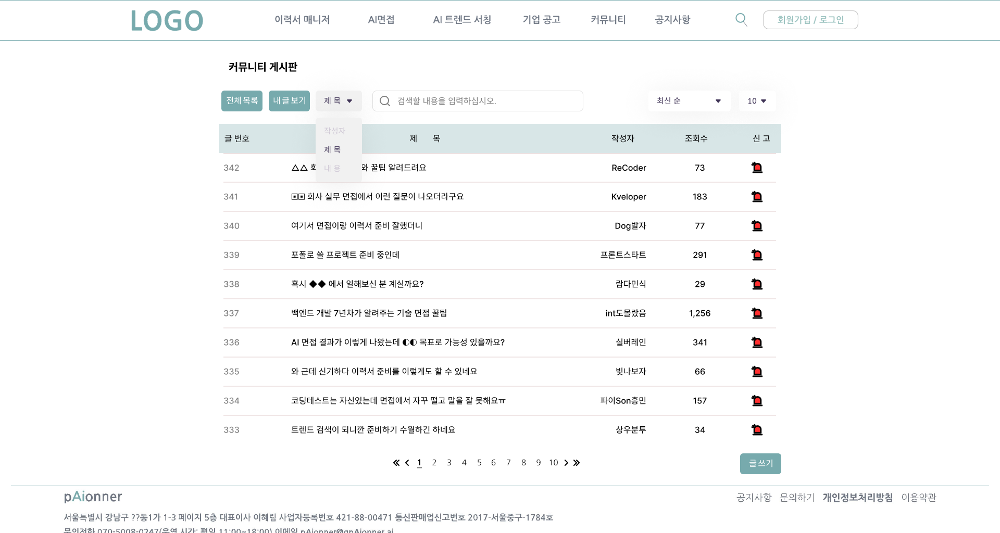 LOGO 이력서 매니저 AI면접 AI 트렌드 서칭 기업 공고 커뮤니티 공지사항 회원가입 / 로그인
커뮤니티 게시판
전체 목록 내 글 보기 제 목 검색할 내용을 입력하십시오. 최신 순 10
작성자
제 목
내 용
글 번호 제 목 작성자 조회수 신 고
342 △△ 회 와 꿀팁 알려드려요 ReCoder 73
341 ▣▣ 회사 실무 면접에서 이런 질문이 나오더라구요 Kveloper 183
340 여기서 면접이랑 이력서 준비 잘했더니 Dog발자 77
339 포폴로 쓸 프로젝트 준비 중인데 프론트스타트 291
338 혹시 ◆◆ 에서 일해보신 분 계실까요? 람다민식 29
337 백엔드 개발 7년차가 알려주는 기술 면접 꿀팁 int도몰랐음 1,256
336 AI 면접 결과가 이렇게 나왔는데 ◐◐ 목표로 가능성 있을까요? 실버레인 341
335 와 근데 신기하다 이력서 준비를 이렇게도 할 수 있네요 빛나보자 66
334 코딩테스트는 자신있는데 면접에서 자꾸 떨고 말을 잘 못해요ㅠ 파이Son흥민 157
333 트렌드 검색이 되니깐 준비하기 수월하긴 하네요 상우분투 34
1 2 3 4 5 6 7 8 9 10 글 쓰기
pAionner 공지사항 문의하기 개인정보처리방침 이용약관
서울특별시 강남구 ??동1가 1-3 페이지 5층 대표이사 이혜림 사업자등록번호 421-88-00471 통신판매업신고번호 2017-서울중구-1784호
문의전화 070-5008-0247(운영 시간: 평일 11:00~18:00) 이메일 pAionner@qpAionner.ai